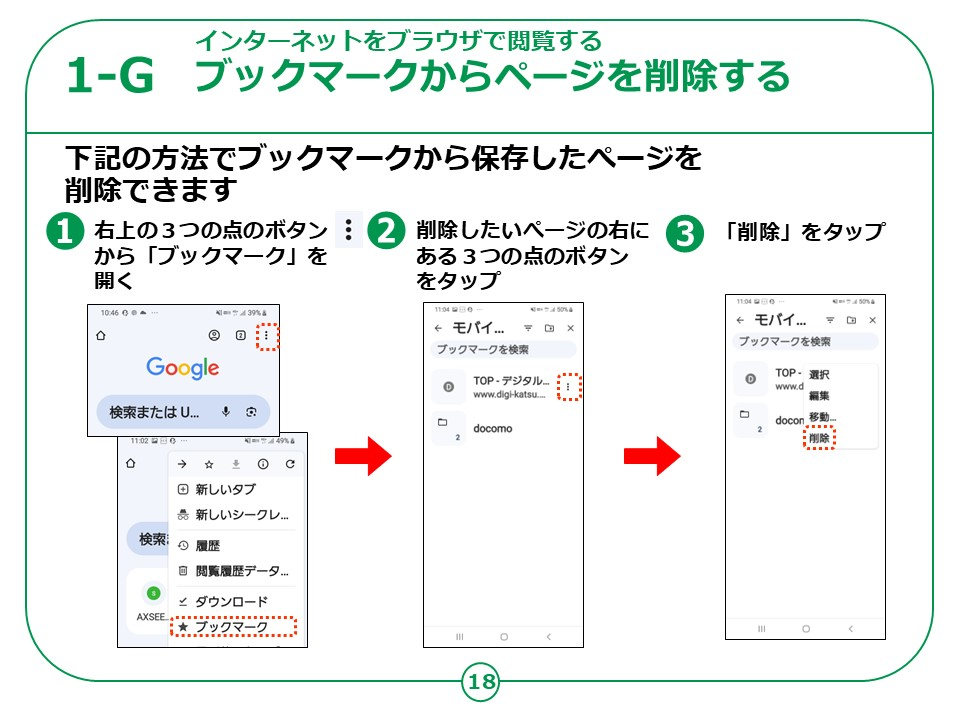 インターネットをブラウザで閲覧する
1-G ブックマークからページを削除する
下記の方法でブックマークから保存したページを
削除できます
1 右上の３つの点のボタン
から「ブックマーク」を
開く
2 削除したいページの右に
ある３つの点のボタン
をタップ
3 「削除」をタップ
10:46 39%
2
Google
検索または U...
11:02 49%
新しいタブ
新しいシークレ...
履歴
閲覧履歴データ...
ダウンロード
ブックマーク
検索ま
9
AXSEE...
11:04 50%
モバイ...
ブックマークを検索
D TOP - デジタル...
www.digi-katsu....
2 docomo
11:04 50%
モバイ...
ブックマークを検索
D TOP -
www.d
2 docon
選択
編集
移動...
削除
18